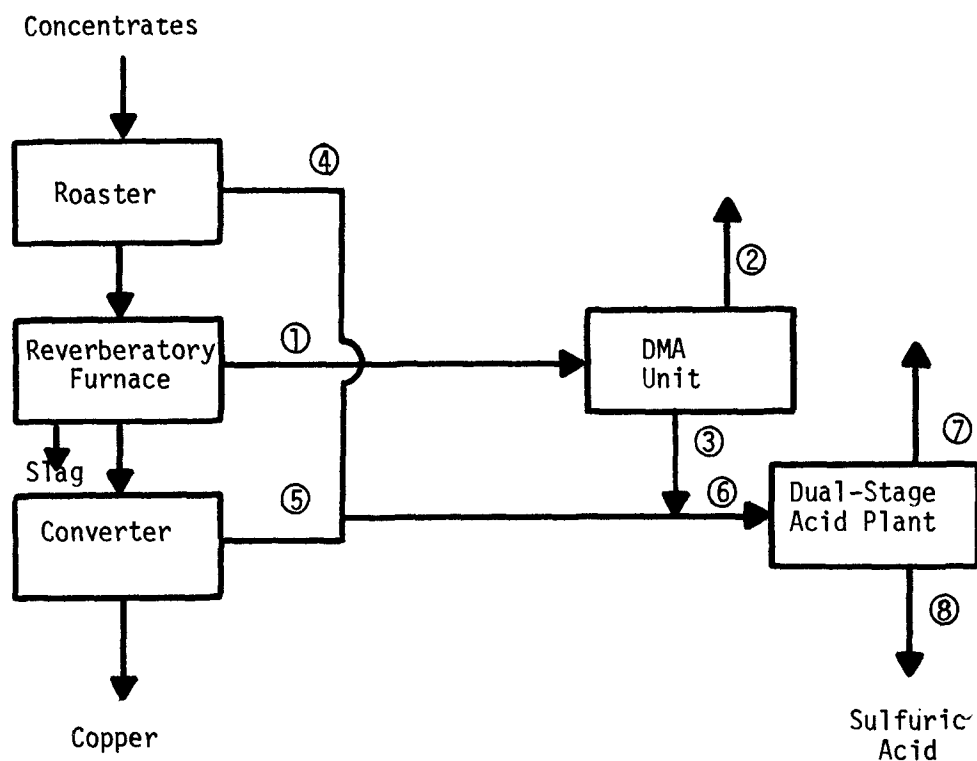 Concentrates
④
Roaster
②
Reverberatory
Furnace
①
DMA
Unit
③
⑦
Slag
⑤
⑥
Dual-Stage
Acid Plant
Converter
⑧
Copper
Sulfuric
Acid